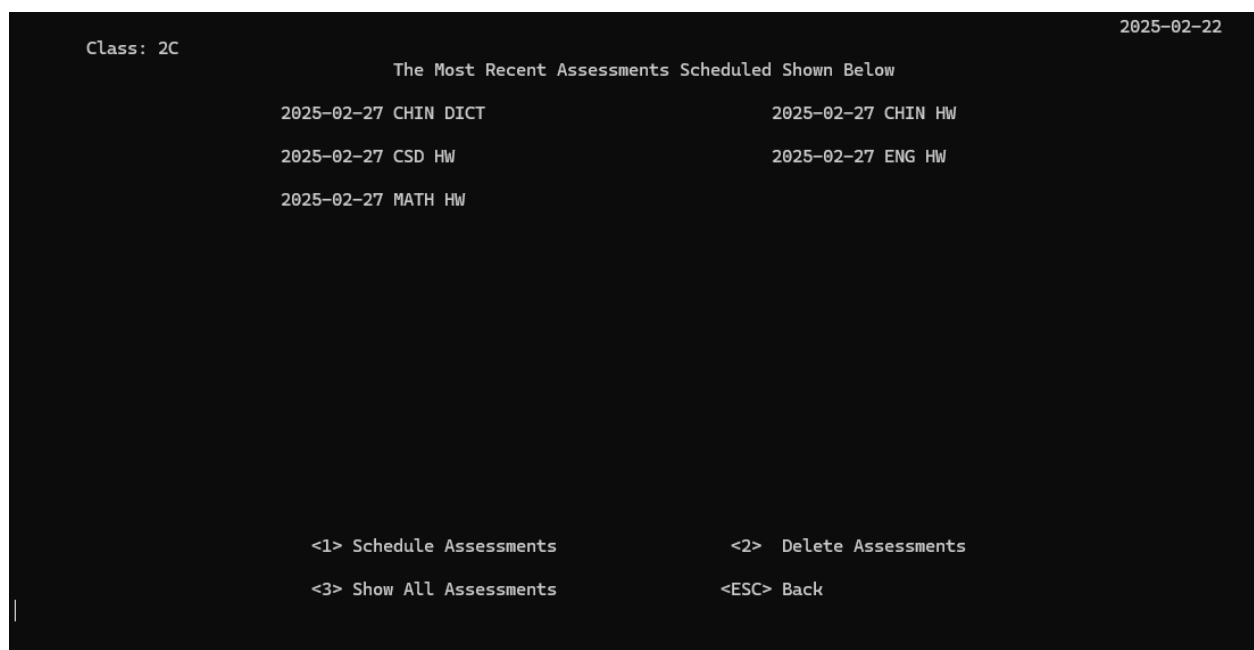 2025-02-22
Class: 2C
The Most Recent Assessments Scheduled Shown Below
2025-02-27 CHIN DICT 2025-02-27 CHIN HW
2025-02-27 CSD HW 2025-02-27 ENG HW
2025-02-27 MATH HW
<1> Schedule Assessments <2> Delete Assessments
<3> Show All Assessments <ESC> Back